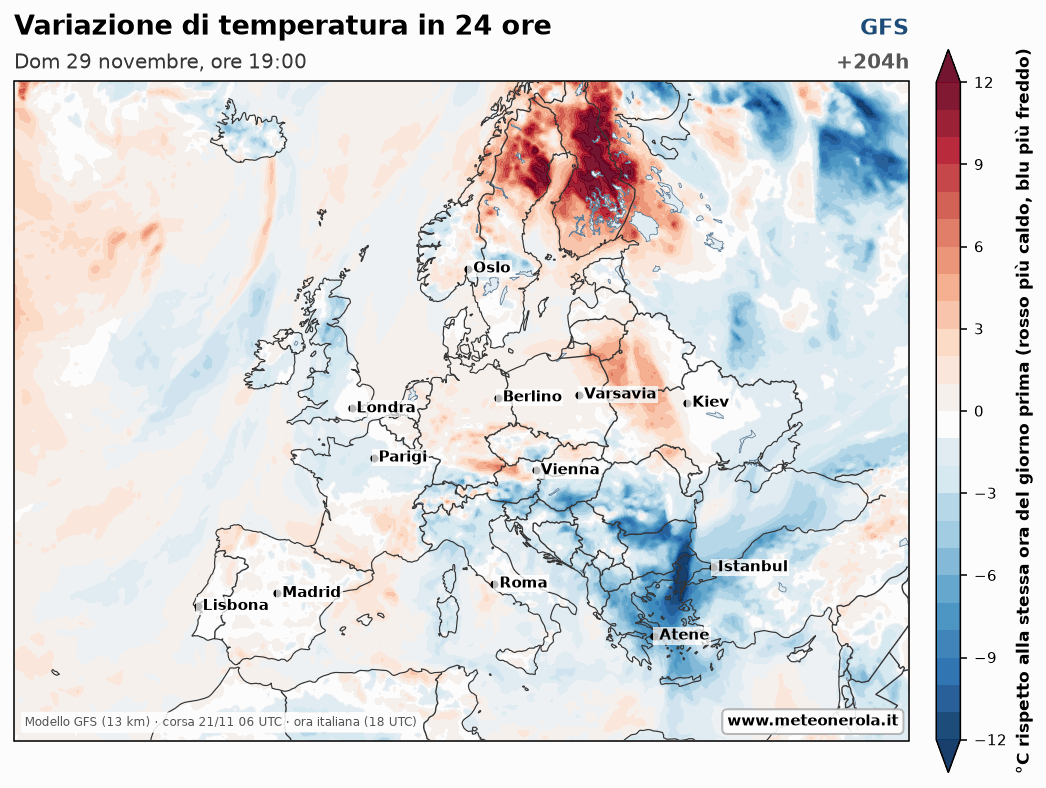 Variazione di temperatura in 24 ore
GFS
Dom 29 novembre, ore 19:00
+204h
Oslo
Londra
Berlino
Varsavia
Kiev
Parigi
Vienna
Istanbul
Roma
Madrid
Lisbona
Atene
Modello GFS (13 km) · corsa 21/11 06 UTC · ora italiana (18 UTC)
www.meteonerola.it
12
9
6
3
0
−3
−6
−9
−12
°C rispetto alla stessa ora del giorno prima (rosso più caldo, blu più freddo)